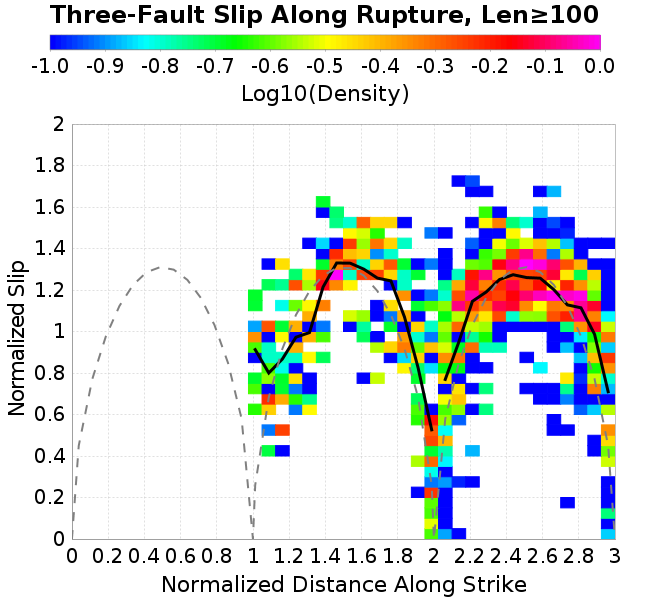 Three-Fault Slip Along Rupture, Len≥100
-1.0 -0.9 -0.8 -0.7 -0.6 -0.5 -0.4 -0.3 -0.2 -0.1 0.0
Log10(Density)
2
1.8
1.6
1.4
1.2
1
0.8
0.6
0.4
0.2
0
Normalized Slip
0 0.2 0.4 0.6 0.8 1 1.2 1.4 1.6 1.8 2 2.2 2.4 2.6 2.8 3
Normalized Distance Along Strike